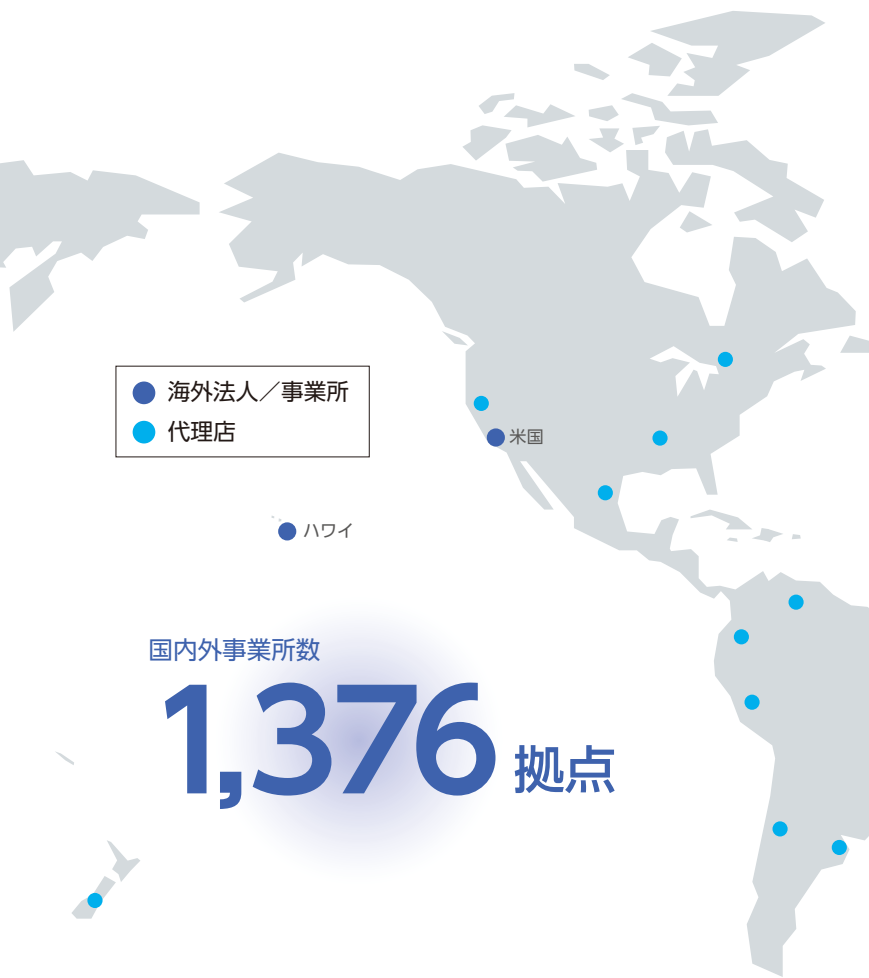 海外法人／事業所
代理店
米国
ハワイ
国内外事業所数
1,376 拠点